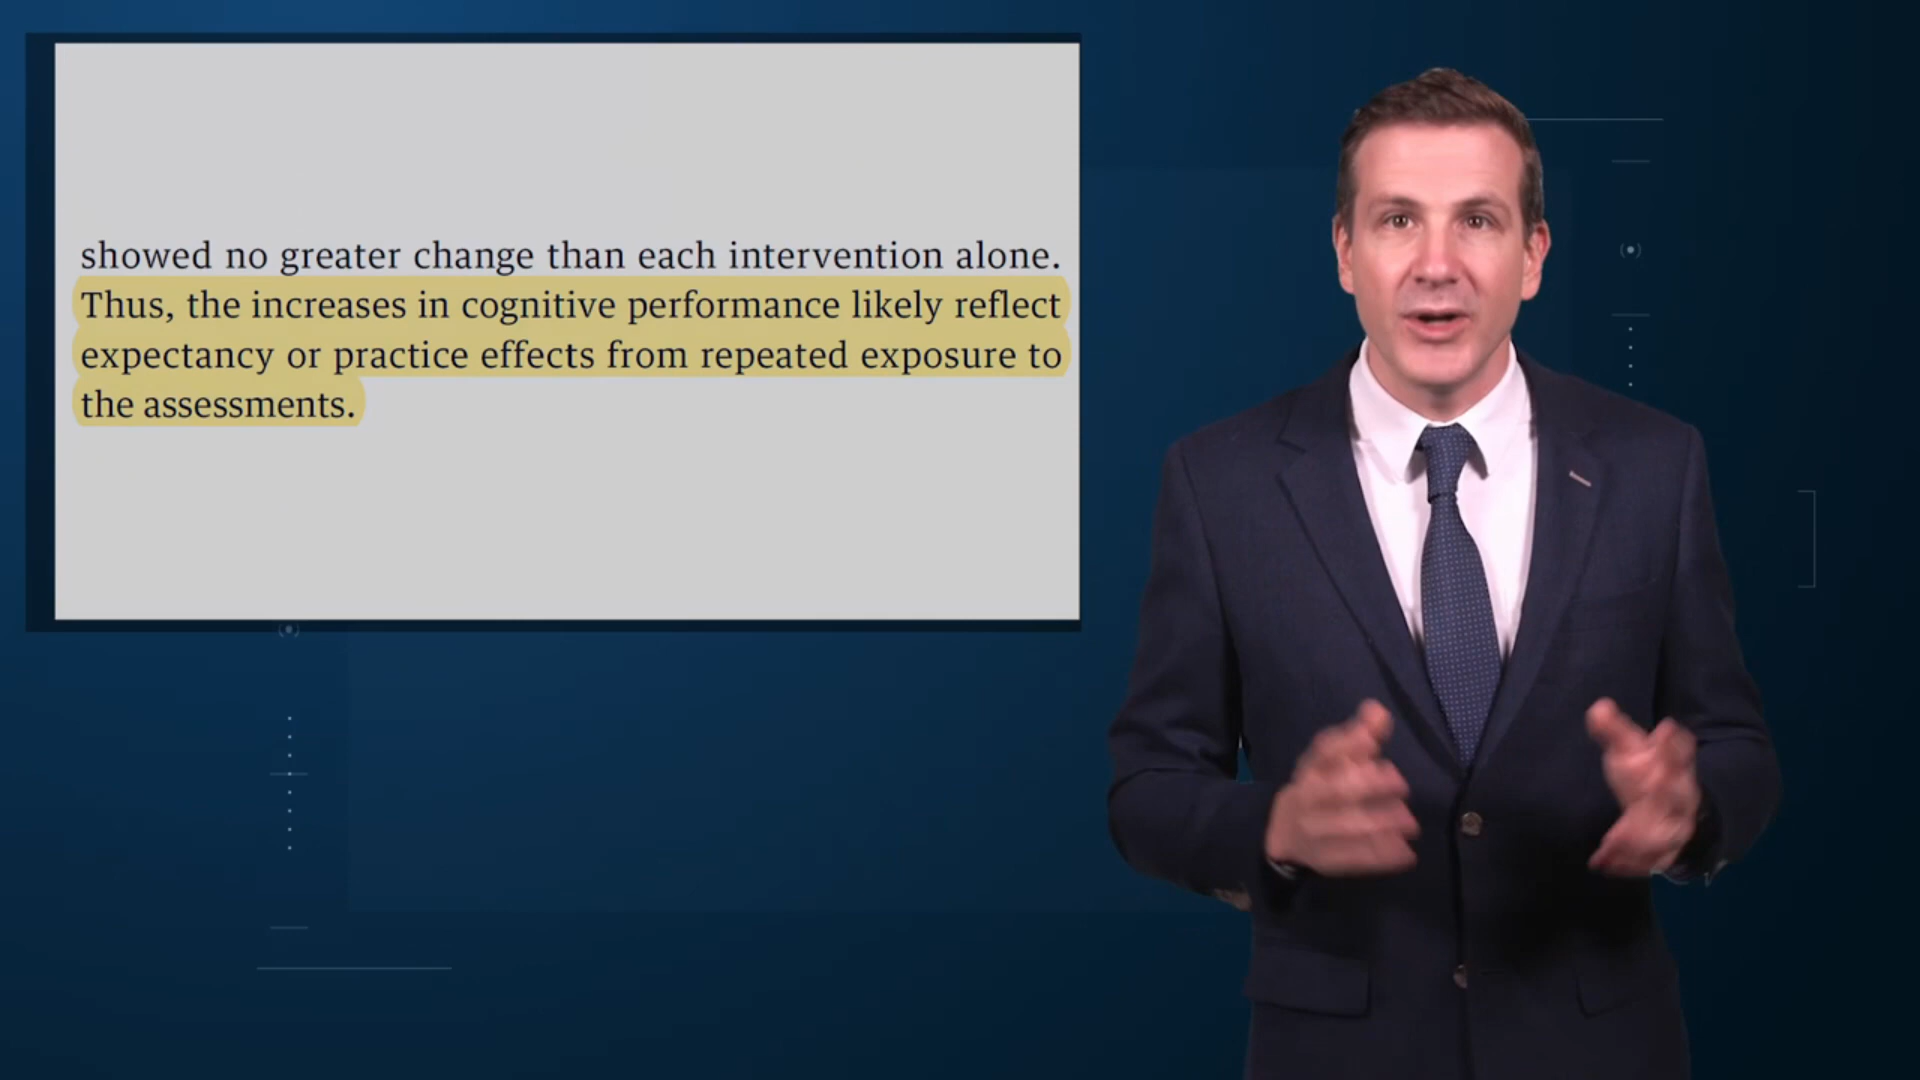 showed no greater change than each intervention alone.
Thus, the increases in cognitive performance likely reflect
expectancy or practice effects from repeated exposure to
the assessments.